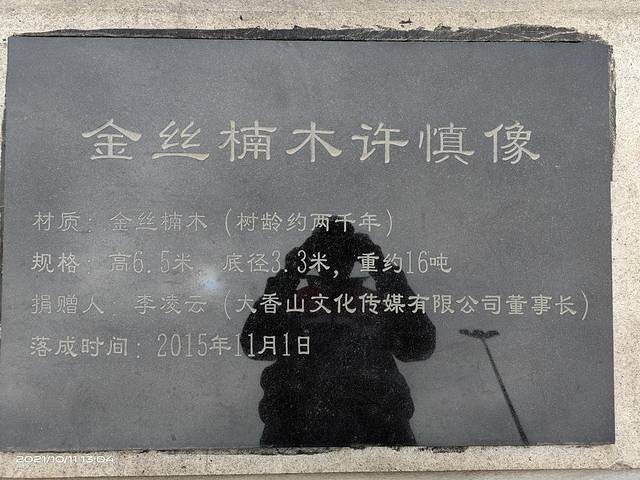 金丝楠木许慎像
材质：金丝楠木（树龄约两千年）
规格：高6.5米 底径3.3米，重约16吨
捐赠人 李凌云（大香山文化传媒有限公司董事长）
落成时间：2015年11月1日
2021/10/11 13:04